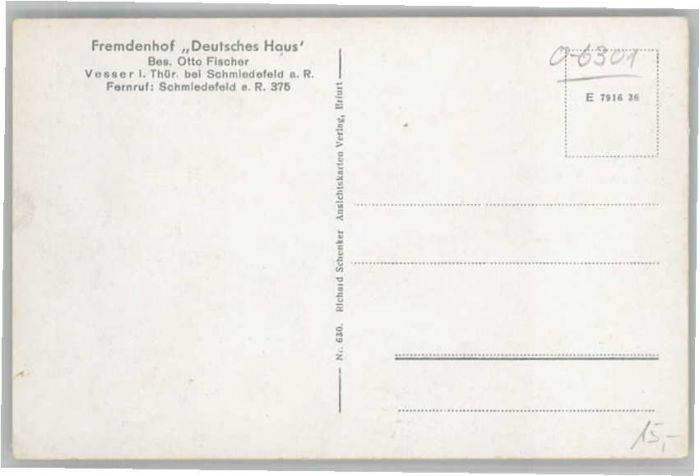 Fremdenhof „Deutsches Haus'
Bes. Otto Fischer
Vesser i. Thür. bei Schmiedefeld a. R.
Fernruf: Schmiedefeld a. R. 375
Nr. 630. Richard Schenker Ansichtskarten Verlag, Erfurt
O-6301
E 7916 36
15,-